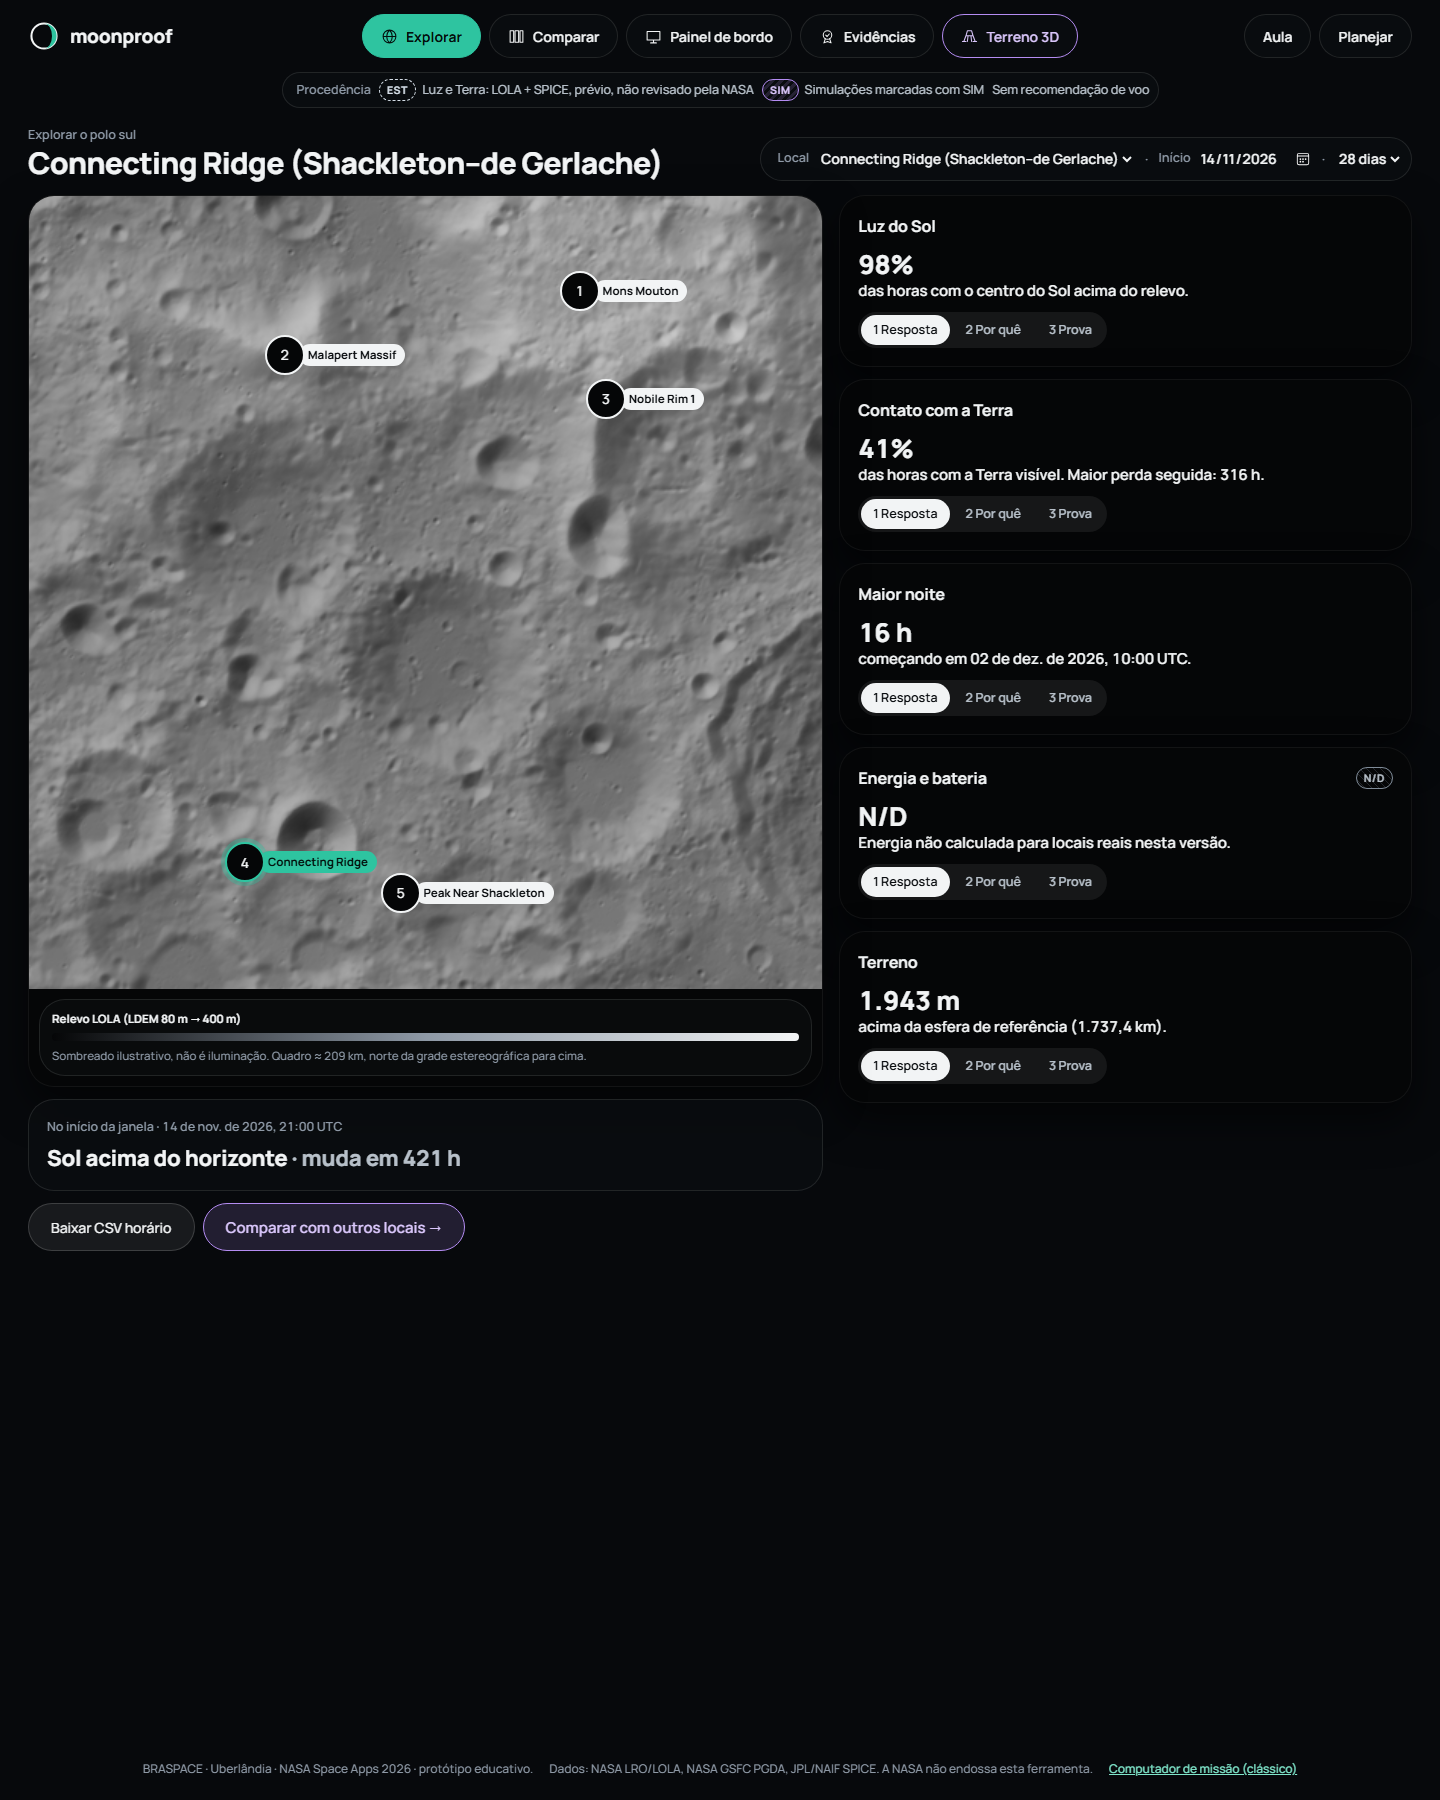 moonproof
Explorar
Comparar
Painel de bordo
Evidências
Terreno 3D
Aula
Planejar
Procedência EST Luz e Terra: LOLA + SPICE, prévio, não revisado pela NASA SIM Simulações marcadas com SIM Sem recomendação de voo
Explorar o polo sul
Connecting Ridge (Shackleton–de Gerlache)
Local Connecting Ridge (Shackleton–de Gerlache) · Início 14/11/2026 · 28 dias
1 Mons Mouton
2 Malapert Massif
3 Nobile Rim 1
4 Connecting Ridge
5 Peak Near Shackleton
Relevo LOLA (LDEM 80 m → 400 m)
Sombreado ilustrativo, não é iluminação. Quadro ≈ 209 km, norte da grade estereográfica para cima.
No início da janela · 14 de nov. de 2026, 21:00 UTC
Sol acima do horizonte · muda em 421 h
Baixar CSV horário
Comparar com outros locais →
Luz do Sol
98%
das horas com o centro do Sol acima do relevo.
1 Resposta 2 Por quê 3 Prova
Contato com a Terra
41%
das horas com a Terra visível. Maior perda seguida: 316 h.
1 Resposta 2 Por quê 3 Prova
Maior noite
16 h
começando em 02 de dez. de 2026, 10:00 UTC.
1 Resposta 2 Por quê 3 Prova
Energia e bateria
N/D
N/D
Energia não calculada para locais reais nesta versão.
1 Resposta 2 Por quê 3 Prova
Terreno
1.943 m
acima da esfera de referência (1.737,4 km).
1 Resposta 2 Por quê 3 Prova
BRASPACE · Uberlândia · NASA Space Apps 2026 · protótipo educativo. Dados: NASA LRO/LOLA, NASA GSFC PGDA, JPL/NAIF SPICE. A NASA não endossa esta ferramenta. Computador de missão (clássico)